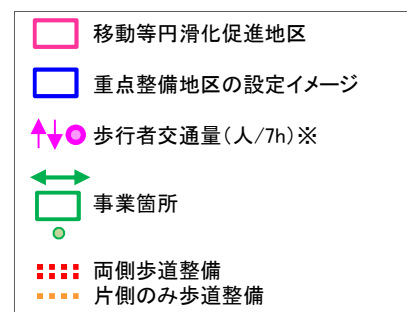 移動等円滑化促進地区
重点整備地区の設定イメージ
歩行者交通量(人/7h)※
事業箇所
両側歩道整備
片側のみ歩道整備